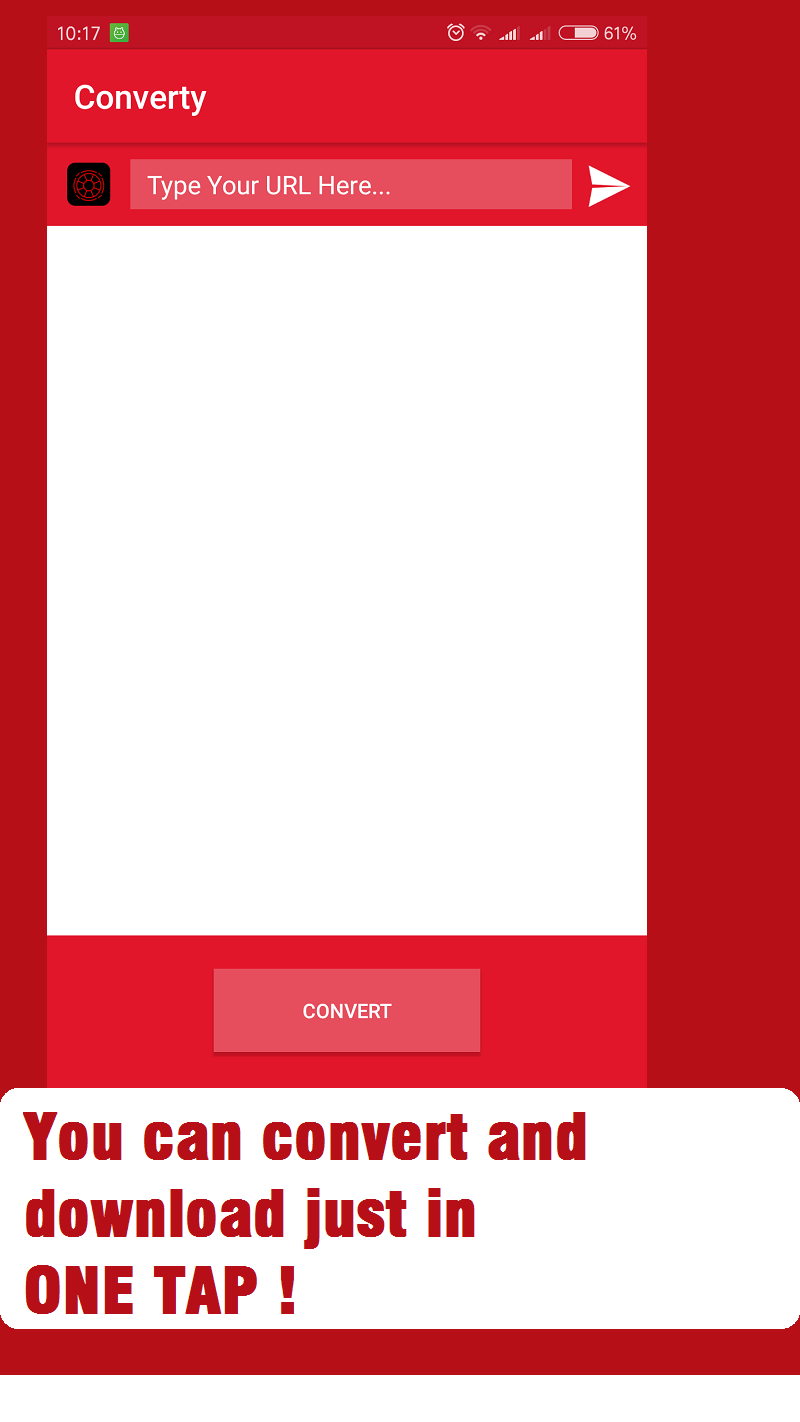 10:17 61%
Converty
Type Your URL Here...
CONVERT
You can convert and
download just in
ONE TAP !